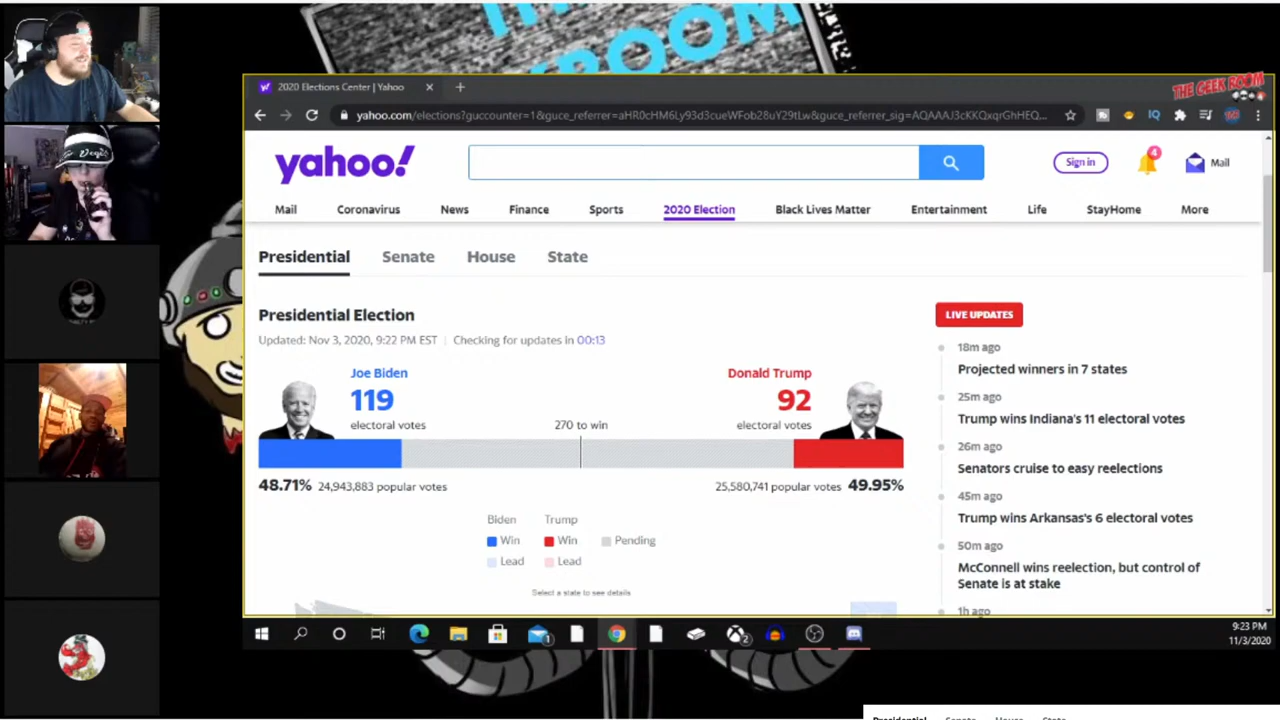 THE
ROOM
2020 Elections Center | Yahoo
THE GEEK ROOM
yahoo.com/elections?guccounter=1&guce_referrer=aHR0cHM6Ly93d3cueWFob28uY29tLw&guce_referrer_sig=AQAAAJ3cKKQxqrGhHEQ...
yahoo!
Sign in
4
Mail
Mail Coronavirus News Finance Sports 2020 Election Black Lives Matter Entertainment Life StayHome More
Presidential Senate House State
Presidential Election
LIVE UPDATES
Updated: Nov 3, 2020, 9:22 PM EST | Checking for updates in 00:13
18m ago
Projected winners in 7 states
Joe Biden Donald Trump
119 92
electoral votes 270 to win electoral votes
25m ago
Trump wins Indiana's 11 electoral votes
26m ago
Senators cruise to easy reelections
48.71% 24,943,883 popular votes 25,580,741 popular votes 49.95%
45m ago
Trump wins Arkansas's 6 electoral votes
Biden Trump
Win Win Pending
Lead Lead
50m ago
McConnell wins reelection, but control of
Senate is at stake
Select a state to see details
1h ago
9:23 PM
11/3/2020
Presidential Senate House State